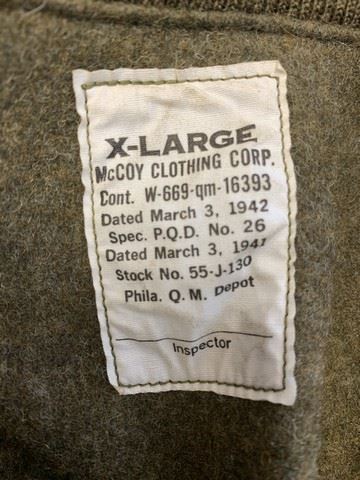 X-LARGE
McCOY CLOTHING CORP.
Cont. W-669-qm-16393
Dated March 3, 1942
Spec. P.Q.D. No. 26
Dated March 3, 1941
Stock No. 55-J-130
Phila. Q. M. Depot
Inspector